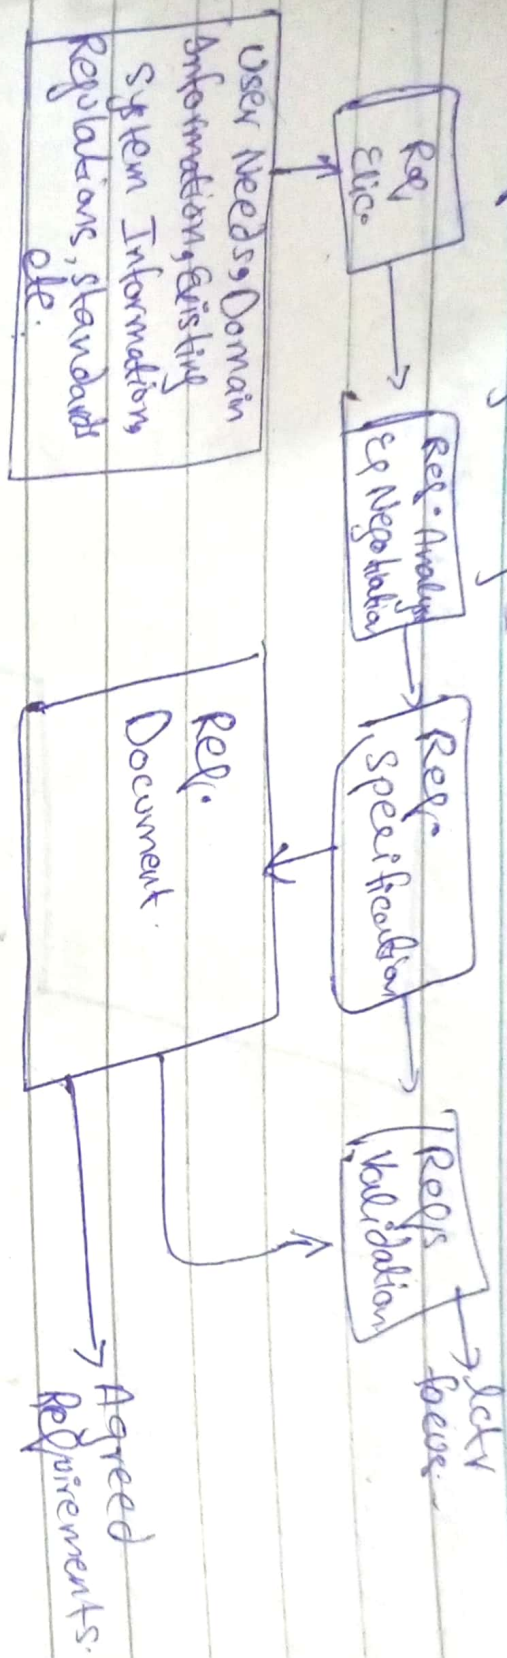 Req
Elic.
Req. Analysis
& Negotiation
Req.
Specification
Reqs
Validation
lctr
focus.
User Needs, Domain
Information, Existing
System Information,
Regulations, standards
etc.
Req.
Document.
Agreed
Requirements.